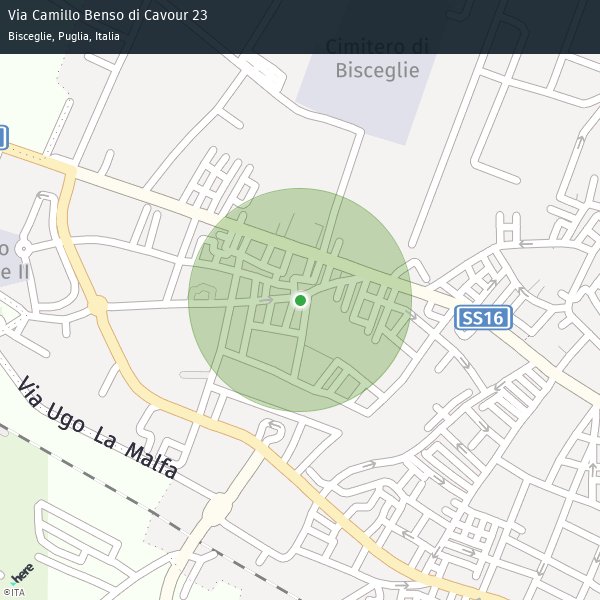 Via Camillo Benso di Cavour 23
Bisceglie, Puglia, Italia
Cimitero di
Bisceglie
o
e II
SS16
Via Ugo La Malfa
here
©ITA